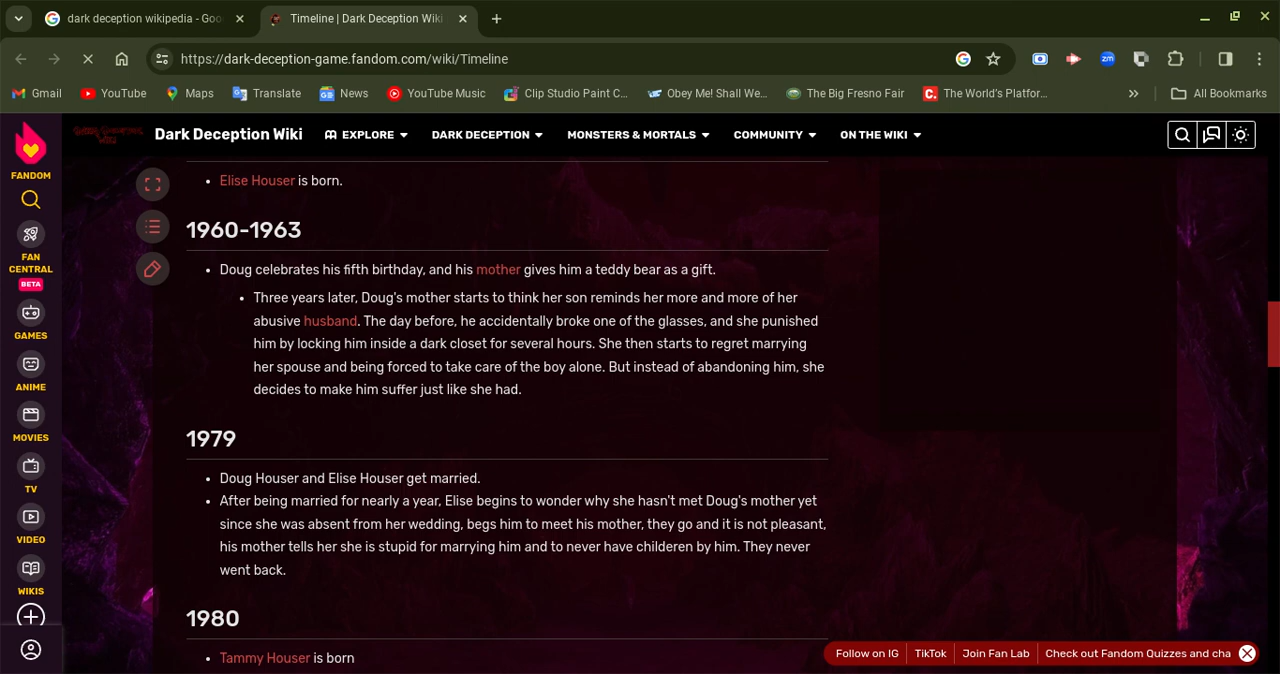 dark deception wikipedia - Goo
Timeline | Dark Deception Wiki
https://dark-deception-game.fandom.com/wiki/Timeline
Gmail
YouTube
Maps
Translate
News
YouTube Music
Clip Studio Paint C...
Obey Me! Shall We...
The Big Fresno Fair
The World's Platfor...
All Bookmarks
FANDOM
Dark Deception Wiki
EXPLORE
DARK DECEPTION
MONSTERS & MORTALS
COMMUNITY
ON THE WIKI
FAN
CENTRAL
BETA
GAMES
ANIME
MOVIES
TV
VIDEO
WIKIS
Elise Houser is born.
1960-1963
Doug celebrates his fifth birthday, and his mother gives him a teddy bear as a gift.
Three years later, Doug's mother starts to think her son reminds her more and more of her
abusive husband. The day before, he accidentally broke one of the glasses, and she punished
him by locking him inside a dark closet for several hours. She then starts to regret marrying
her spouse and being forced to take care of the boy alone. But instead of abandoning him, she
decides to make him suffer just like she had.
1979
Doug Houser and Elise Houser get married.
After being married for nearly a year, Elise begins to wonder why she hasn't met Doug's mother yet
since she was absent from her wedding, begs him to meet his mother, they go and it is not pleasant,
his mother tells her she is stupid for marrying him and to never have childeren by him. They never
went back.
1980
Tammy Houser is born
Follow on IG
TikTok
Join Fan Lab
Check out Fandom Quizzes and cha